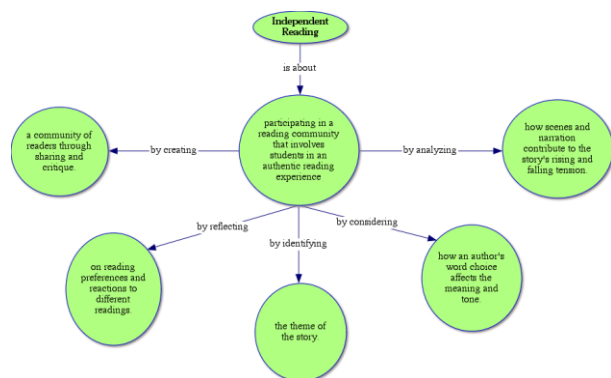 Independent
Reading
is about
participating in a
reading community
that involves
students in an
authentic reading
experience
by creating
a community of
readers through
sharing and
critique.
by analyzing
how scenes and
narration
contribute to the
story's rising and
falling tension.
by reflecting
on reading
preferences and
reactions to
different
readings.
by identifying
the theme of
the story.
by considering
how an author's
word choice
affects the
meaning and
tone.